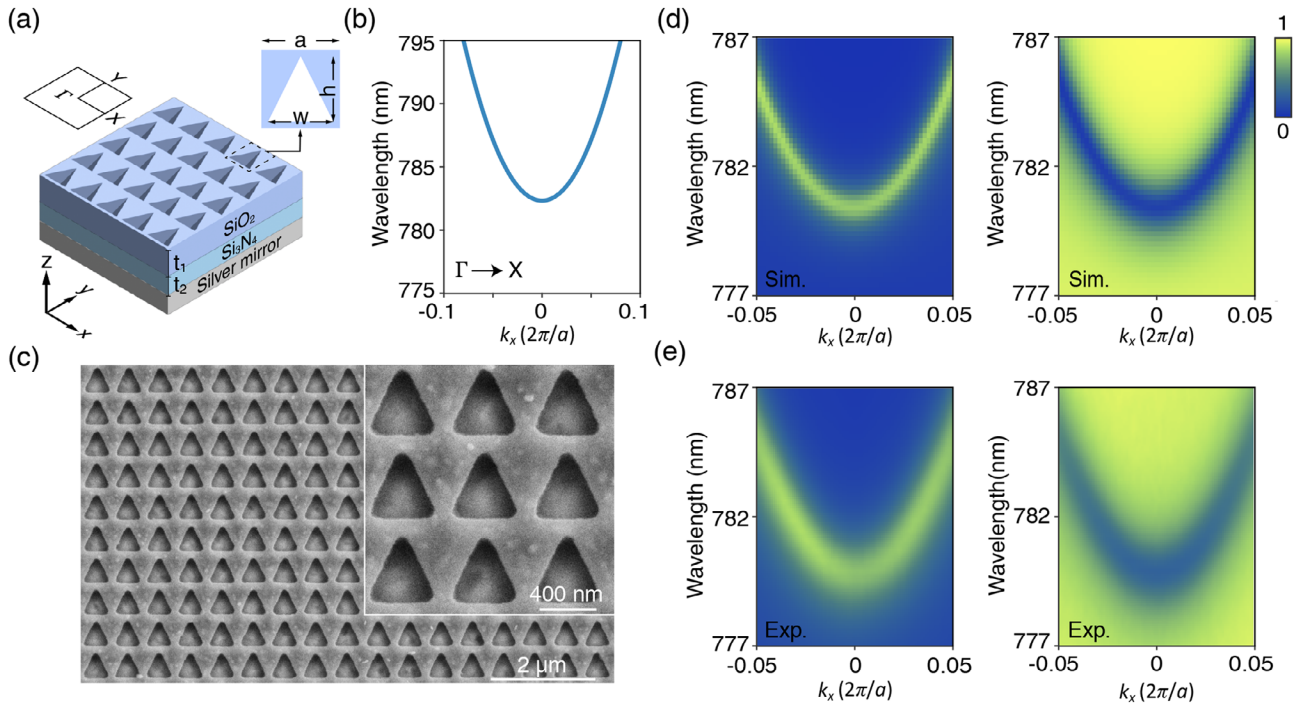 (a)
a
h
w
Γ
Y
X
SiO2
Si3N4
Silver mirror
t1
t2
z
y
x
(b)
795
790
785
780
775
Wavelength (nm)
Γ → X
-0.1
0
0.1
kx (2π/a)
(c)
400 nm
2 μm
(d)
787
782
777
Wavelength (nm)
Sim.
-0.05
0
0.05
kx (2π/a)
787
782
777
Wavelength (nm)
Sim.
-0.05
0
0.05
kx (2π/a)
1
0
(e)
787
782
777
Wavelength (nm)
Exp.
-0.05
0
0.05
kx (2π/a)
787
782
777
Wavelength(nm)
Exp.
-0.05
0
0.05
kx (2π/a)